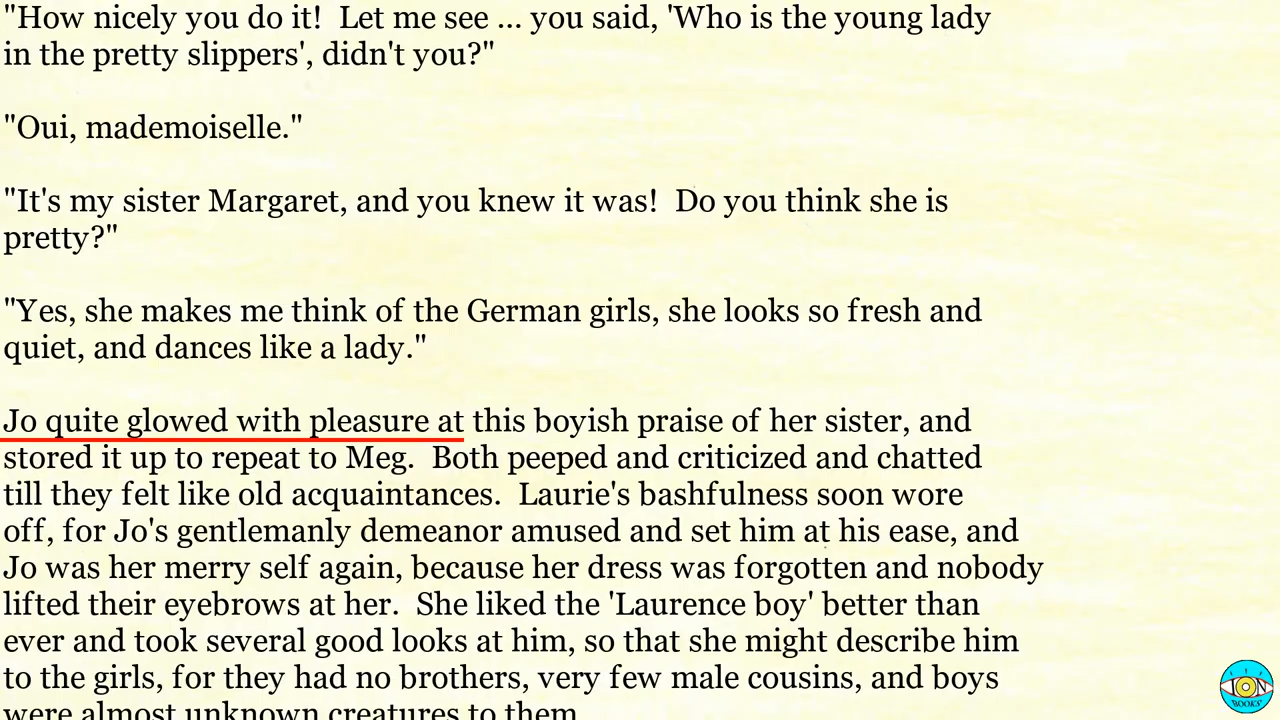 "How nicely you do it!  Let me see ... you said, 'Who is the young lady
in the pretty slippers', didn't you?"
"Oui, mademoiselle."
"It's my sister Margaret, and you knew it was!  Do you think she is
pretty?"
"Yes, she makes me think of the German girls, she looks so fresh and
quiet, and dances like a lady."
Jo quite glowed with pleasure at this boyish praise of her sister, and
stored it up to repeat to Meg.  Both peeped and criticized and chatted
till they felt like old acquaintances.  Laurie's bashfulness soon wore
off, for Jo's gentlemanly demeanor amused and set him at his ease, and
Jo was her merry self again, because her dress was forgotten and nobody
lifted their eyebrows at her.  She liked the 'Laurence boy' better than
ever and took several good looks at him, so that she might describe him
to the girls, for they had no brothers, very few male cousins, and boys
were almost unknown creatures to them
ION
BOOKS